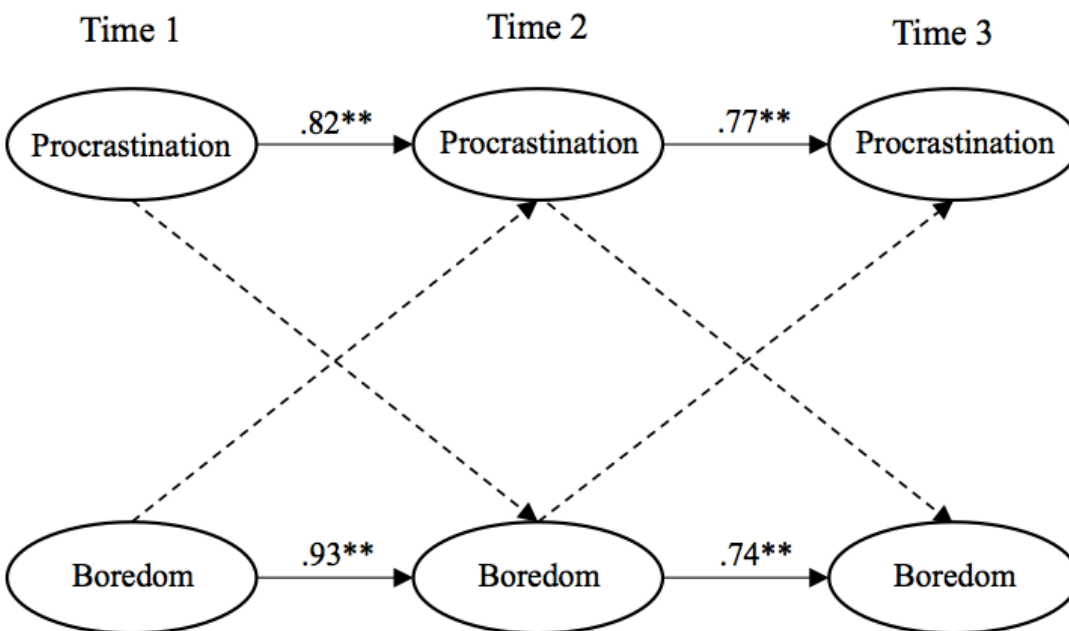 Time 1
Time 2
Time 3
Procrastination
.82**
Procrastination
.77**
Procrastination
Boredom
.93**
Boredom
.74**
Boredom